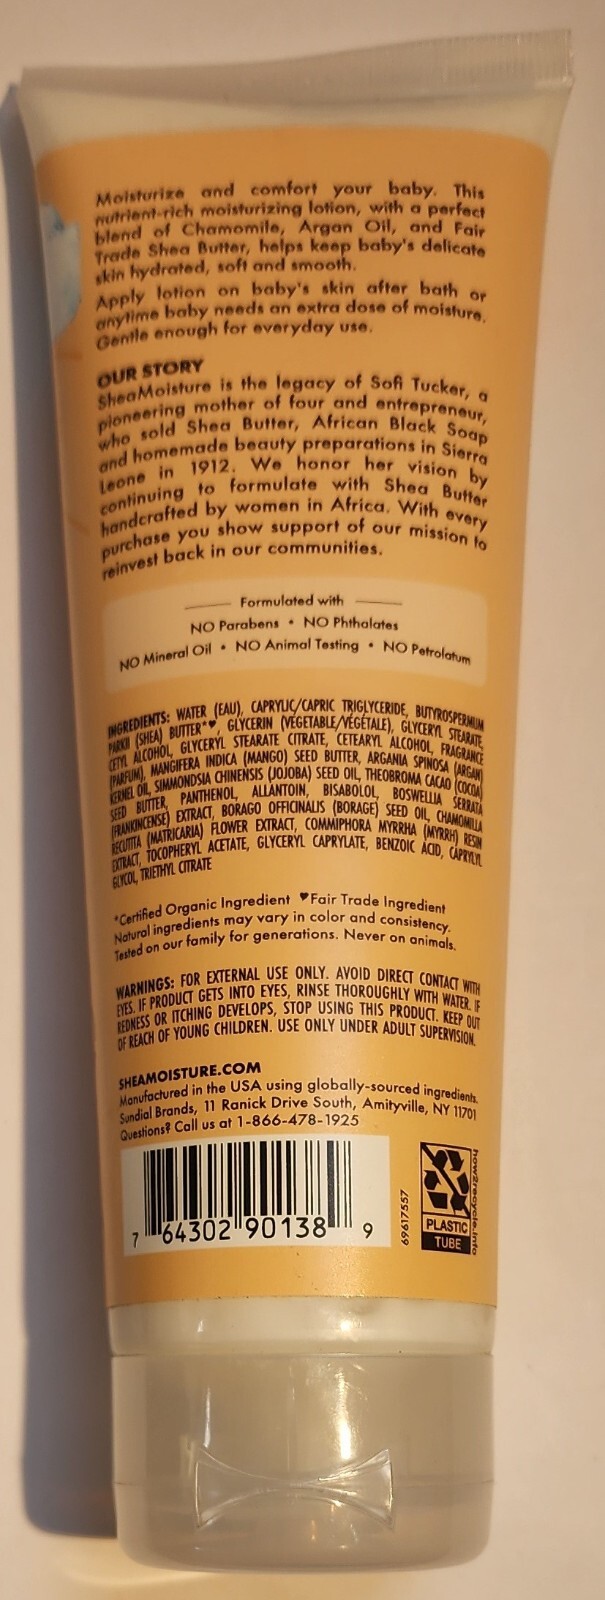 Moisturize and comfort your baby. This
nutrient-rich moisturizing lotion, with a perfect
blend of Chamomile, Argan Oil, and Fair
Trade Shea Butter, helps keep baby's delicate
skin hydrated, soft and smooth.
Apply lotion on baby's skin after bath or
anytime baby needs an extra dose of moisture.
Gentle enough for everyday use.
OUR STORY
SheaMoisture is the legacy of Sofi Tucker, a
pioneering mother of four and entrepreneur,
who sold Shea Butter, African Black Soap
and homemade beauty preparations in Sierra
Leone in 1912. We honor her vision by
continuing to formulate with Shea Butter
handcrafted by women in Africa. With every
purchase you show support of our mission to
reinvest back in our communities.
Formulated with
NO Parabens • NO Phthalates
NO Mineral Oil • NO Animal Testing • NO Petrolatum
INGREDIENTS: WATER (EAU), CAPRYLIC/CAPRIC TRIGLYCERIDE, BUTYROSPERMUM
PARKII (SHEA) BUTTER*♥, GLYCERIN (VEGETABLE/VÉGÉTALE), GLYCERYL STEARATE,
CETYL ALCOHOL, GLYCERYL STEARATE CITRATE, CETEARYL ALCOHOL, FRAGRANCE
(PARFUM), MANGIFERA INDICA (MANGO) SEED BUTTER, ARGANIA SPINOSA (ARGAN)
KERNEL OIL, SIMMONDSIA CHINENSIS (JOJOBA) SEED OIL, THEOBROMA CACAO (COCOA)
SEED BUTTER, PANTHENOL, ALLANTOIN, BISABOLOL, BOSWELLIA SERRATA
(FRANKINCENSE) EXTRACT, BORAGO OFFICINALIS (BORAGE) SEED OIL, CHAMOMILLA
RECUTITA (MATRICARIA) FLOWER EXTRACT, COMMIPHORA MYRRHA (MYRRH) RESIN
EXTRACT, TOCOPHERYL ACETATE, GLYCERYL CAPRYLATE, BENZOIC ACID, CAPRYLYL
GLYCOL, TRIETHYL CITRATE
*Certified Organic Ingredient ♥Fair Trade Ingredient
Natural ingredients may vary in color and consistency.
Tested on our family for generations. Never on animals.
WARNINGS: FOR EXTERNAL USE ONLY. AVOID DIRECT CONTACT WITH
EYES. IF PRODUCT GETS INTO EYES, RINSE THOROUGHLY WITH WATER. IF
REDNESS OR ITCHING DEVELOPS, STOP USING THIS PRODUCT. KEEP OUT
OF REACH OF YOUNG CHILDREN. USE ONLY UNDER ADULT SUPERVISION.
SHEAMOISTURE.COM
Manufactured in the USA using globally-sourced ingredients.
Sundial Brands, 11 Ranick Drive South, Amityville, NY 11701
Questions? Call us at 1-866-478-1925
7 64302 90138 9
69617557
PLASTIC
TUBE
how2recycle.info